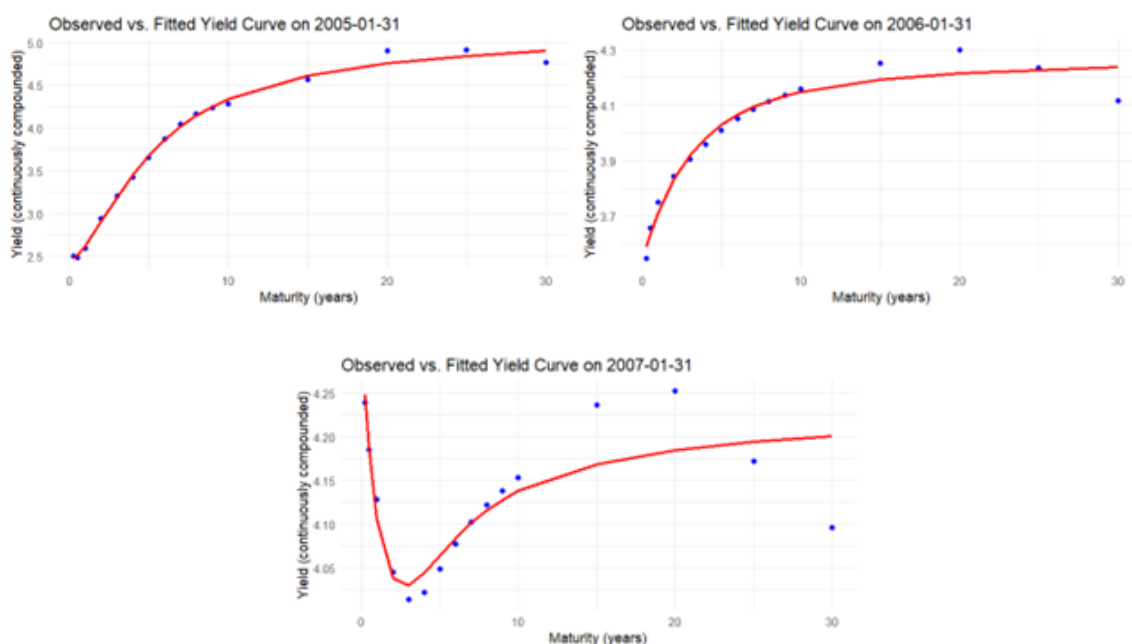 Observed vs. Fitted Yield Curve on 2005-01-31
5.0
4.5
4.0
3.5
3.0
2.5
Yield (continuously compounded)
0 10 20 30
Maturity (years)
Observed vs. Fitted Yield Curve on 2006-01-31
4.3
4.1
3.9
3.7
Yield (continuously compounded)
0 10 20 30
Maturity (years)
Observed vs. Fitted Yield Curve on 2007-01-31
4.25
4.20
4.15
4.10
4.05
Yield (continuously compounded)
0 10 20 30
Maturity (years)